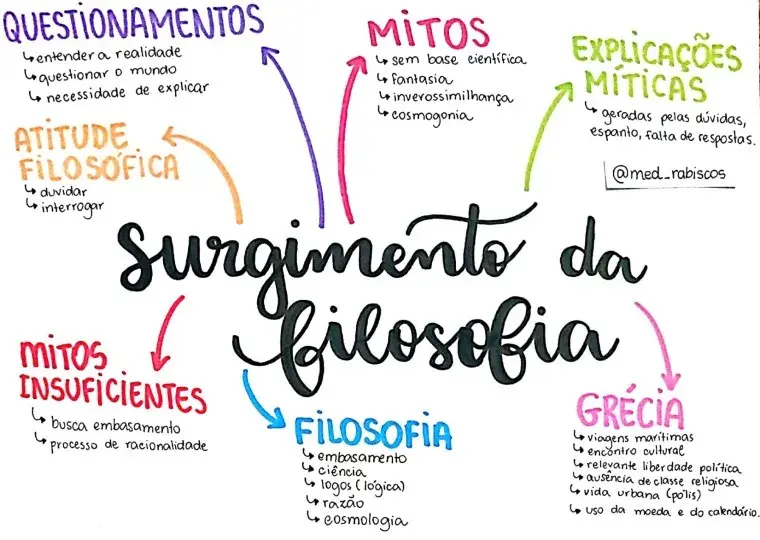 QUESTIONAMENTOS
↳ entender a realidade
↳ questionar o mundo
↳ necessidade de explicar
MITOS
↳ sem base científica
↳ fantasia
↳ inverossimilhança
↳ cosmogonia
EXPLICAÇÕES
MÍTICAS
↳ geradas pelas dúvidas,
espanto, falta de respostas.
@med_rabiscos
ATITUDE
FILOSÓFICA
↳ duvidar
↳ interrogar
surgimento da
filosofia
MITOS
INSUFICIENTES
↳ busca embasamento
↳ processo de racionalidade
FILOSOFIA
↳ embasamento
↳ ciência
↳ logos (lógica)
↳ razão
↳ cosmologia
GRÉCIA
↳ viagens marítimas
↳ encontro cultural
↳ relevante liberdade política
↳ ausência de classe religiosa
↳ vida urbana (pólis)
↳ uso da moeda e do calendário.